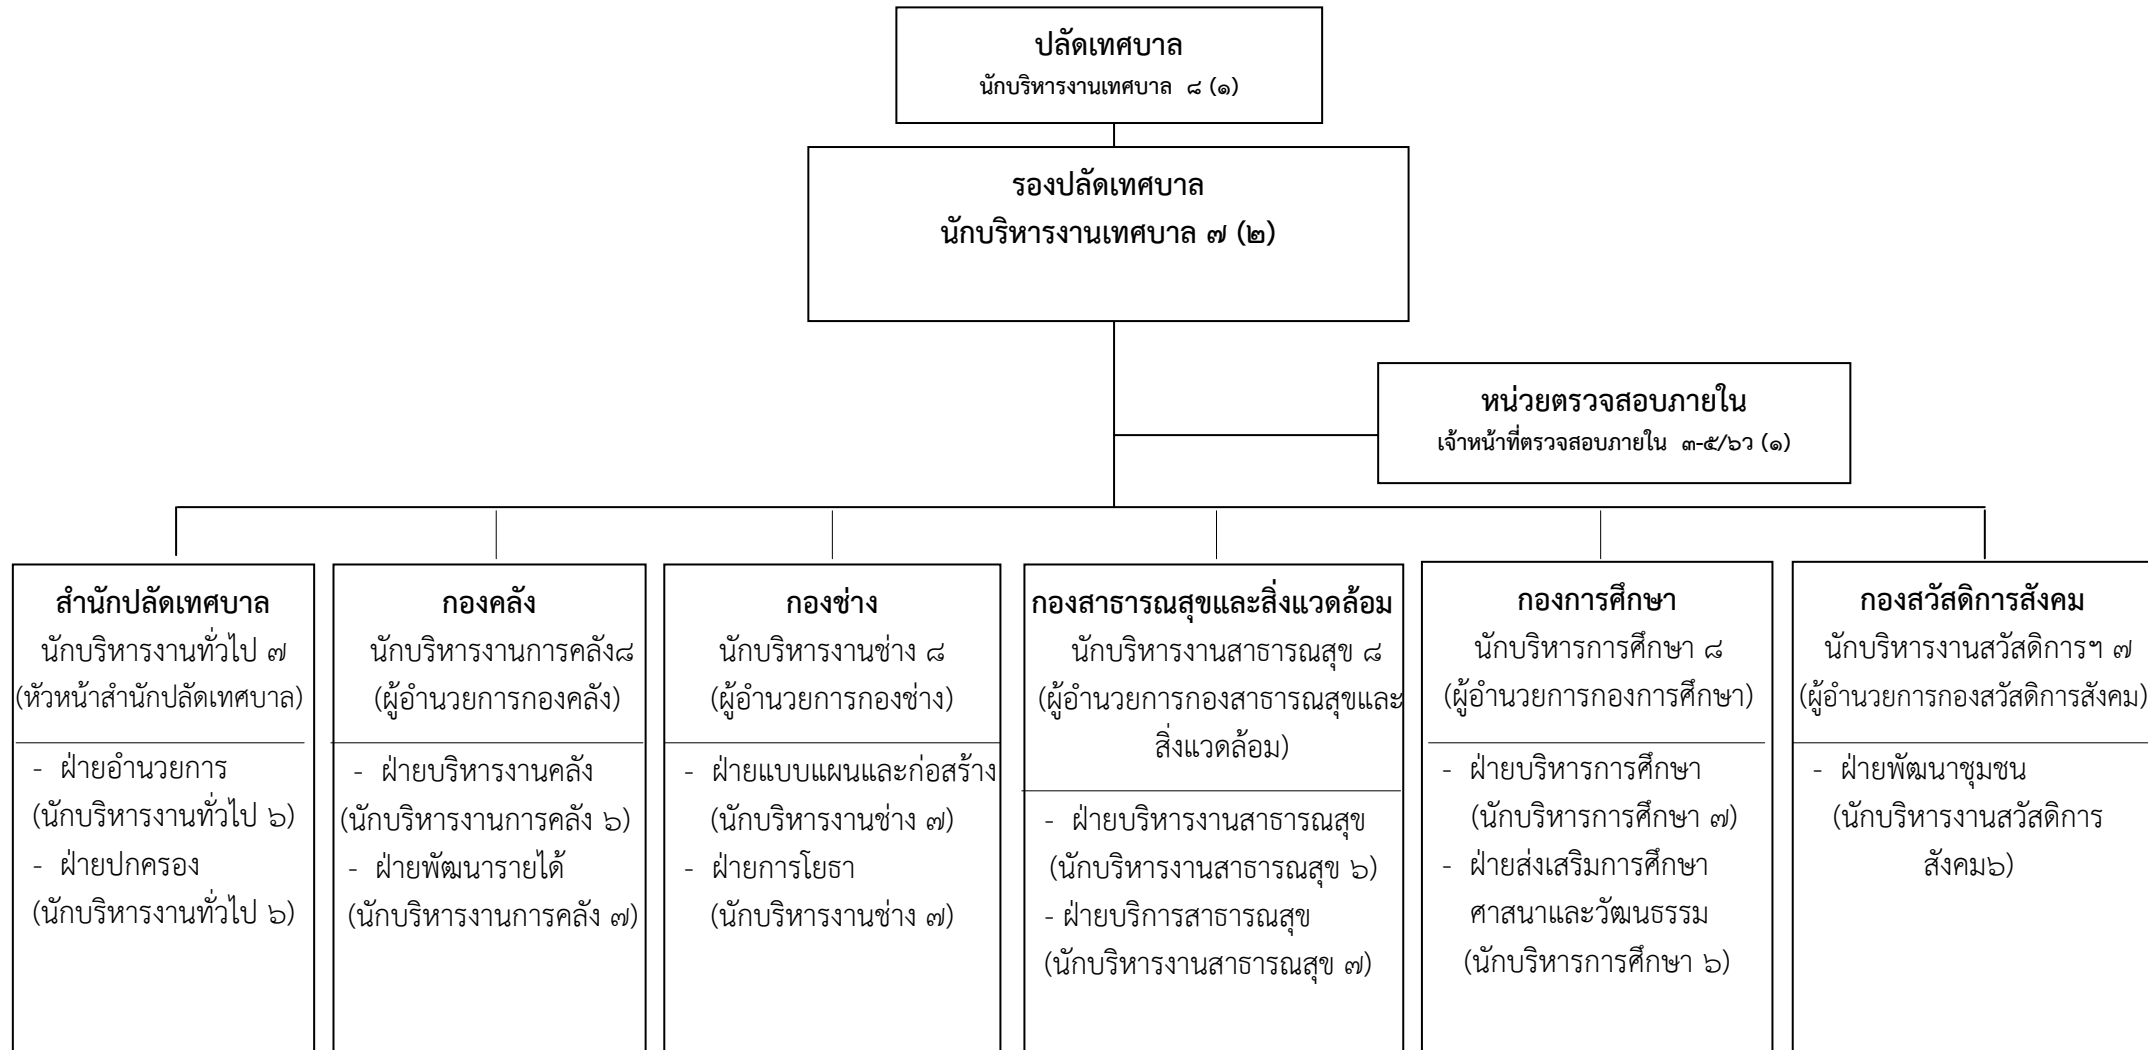 ปลัดเทศบาล
นักบริหารงานเทศบาล ๘ (๑)
รองปลัดเทศบาล
นักบริหารงานเทศบาล ๗ (๒)
หน่วยตรวจสอบภายใน
เจ้าหน้าที่ตรวจสอบภายใน ๓-๕/๖ว (๑)
สำนักปลัดเทศบาล
นักบริหารงานทั่วไป ๗
(หัวหน้าสำนักปลัดเทศบาล)
- ฝ่ายอำนวยการ
(นักบริหารงานทั่วไป ๖)
- ฝ่ายปกครอง
(นักบริหารงานทั่วไป ๖)
กองคลัง
นักบริหารงานการคลัง๘
(ผู้อำนวยการกองคลัง)
- ฝ่ายบริหารงานคลัง
(นักบริหารงานการคลัง ๖)
- ฝ่ายพัฒนารายได้
(นักบริหารงานการคลัง ๗)
กองช่าง
นักบริหารงานช่าง ๘
(ผู้อำนวยการกองช่าง)
- ฝ่ายแบบแผนและก่อสร้าง
(นักบริหารงานช่าง ๗)
- ฝ่ายการโยธา
(นักบริหารงานช่าง ๗)
กองสาธารณสุขและสิ่งแวดล้อม
นักบริหารงานสาธารณสุข ๘
(ผู้อำนวยการกองสาธารณสุขและ
สิ่งแวดล้อม)
- ฝ่ายบริหารงานสาธารณสุข
(นักบริหารงานสาธารณสุข ๖)
- ฝ่ายบริการสาธารณสุข
(นักบริหารงานสาธารณสุข ๗)
กองการศึกษา
นักบริหารการศึกษา ๘
(ผู้อำนวยการกองการศึกษา)
- ฝ่ายบริหารการศึกษา
(นักบริหารการศึกษา ๗)
- ฝ่ายส่งเสริมการศึกษา
ศาสนาและวัฒนธรรม
(นักบริหารการศึกษา ๖)
กองสวัสดิการสังคม
นักบริหารงานสวัสดิการฯ ๗
(ผู้อำนวยการกองสวัสดิการสังคม)
- ฝ่ายพัฒนาชุมชน
(นักบริหารงานสวัสดิการ
สังคม๖)